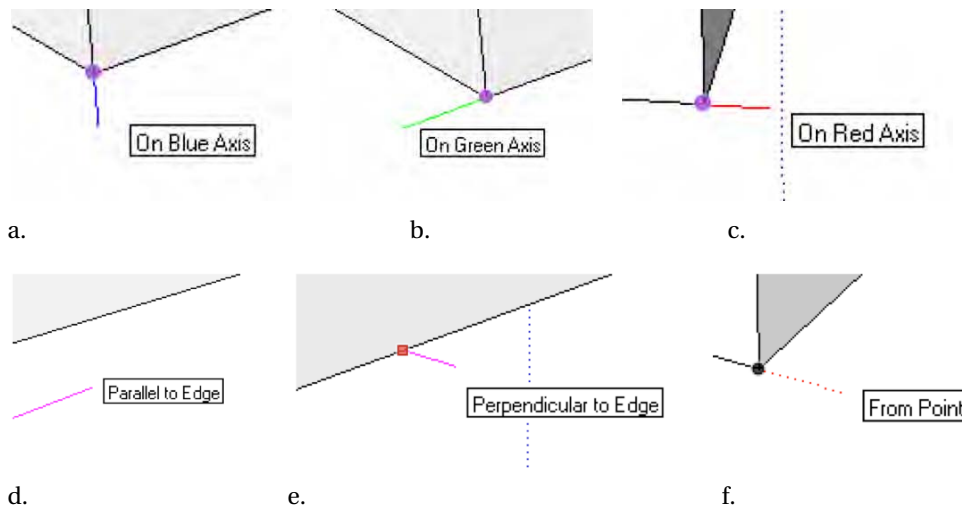 On Blue Axis
On Green Axis
On Red Axis
a.
b.
c.
Parallel to Edge
Perpendicular to Edge
From Point
d.
e.
f.